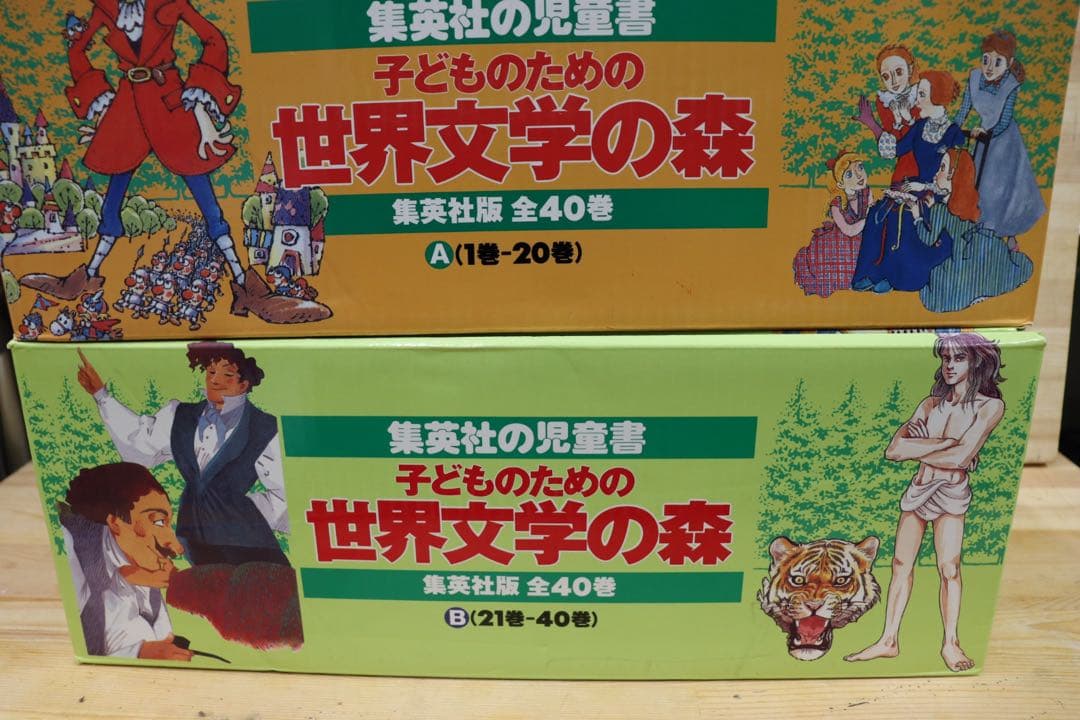 集英社の児童書
子どものための
世界文学の森
集英社版 全40巻
A(1巻-20巻)
集英社の児童書
子どものための
世界文学の森
集英社版 全40巻
B(21巻-40巻)